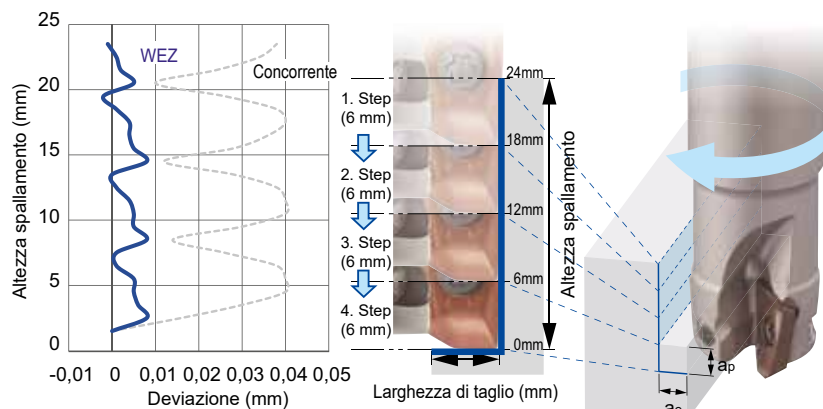 25
20
15
10
5
0
-0,01
0
0,01
0,02
0,03
0,04
0,05
Altezza spallamento (mm)
Deviazione (mm)
WEZ
Concorrente
1. Step
(6 mm)
2. Step
(6 mm)
3. Step
(6 mm)
4. Step
(6 mm)
24mm
18mm
12mm
6mm
0mm
Altezza spallamento
Larghezza di taglio (mm)
ap